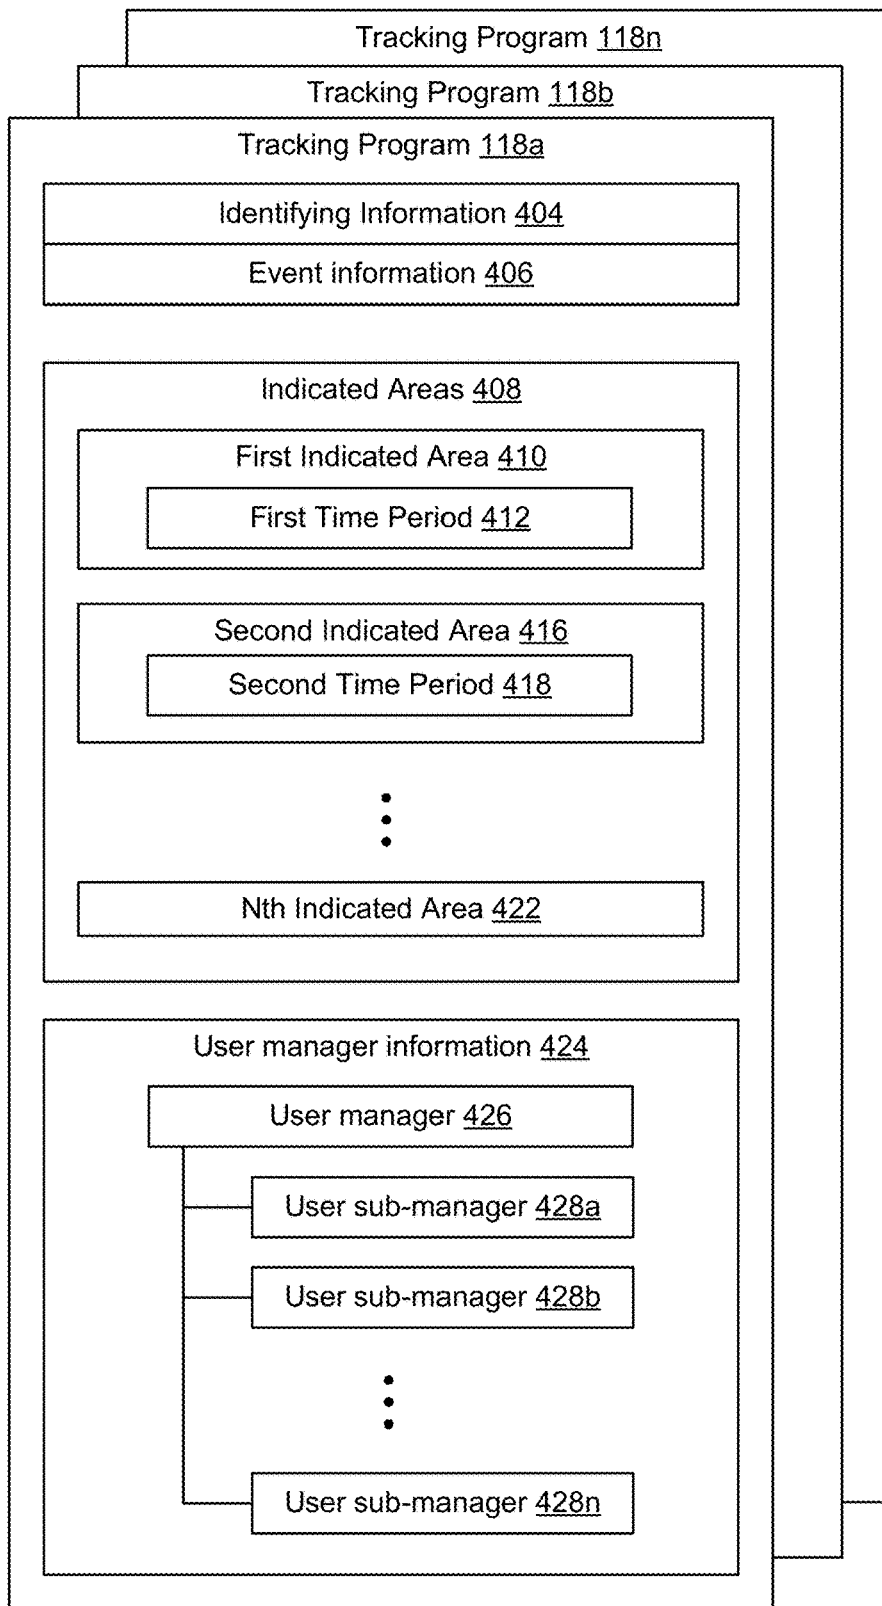 Tracking Program 118n
Tracking Program 118b
Tracking Program 118a
Identifying Information 404
Event information 406
Indicated Areas 408
First Indicated Area 410
First Time Period 412
Second Indicated Area 416
Second Time Period 418
Nth Indicated Area 422
User manager information 424
User manager 426
User sub-manager 428a
User sub-manager 428b
User sub-manager 428n